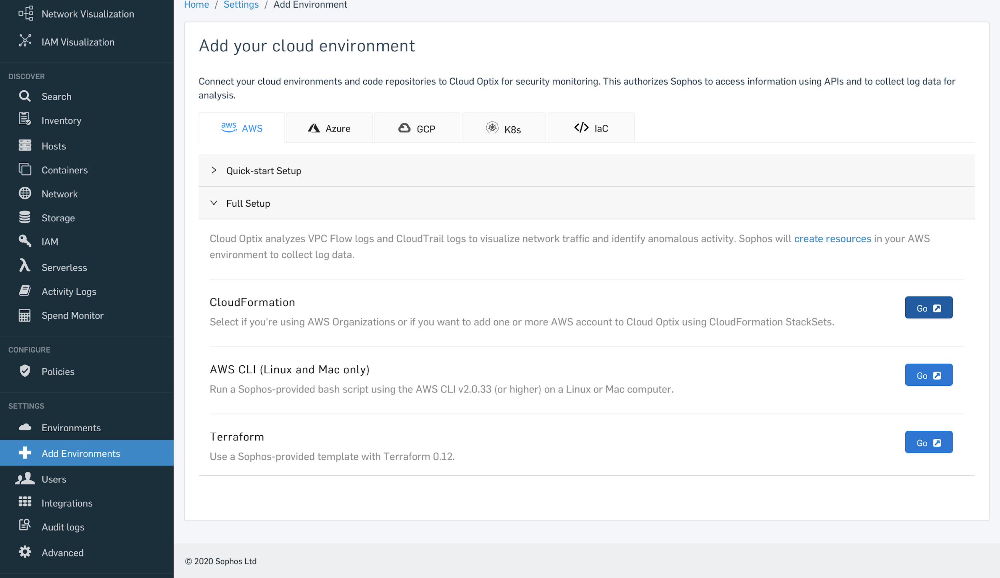 Network Visualization
IAM Visualization
DISCOVER
Search
Inventory
Hosts
Containers
Network
Storage
IAM
Serverless
Activity Logs
Spend Monitor
CONFIGURE
Policies
SETTINGS
Environments
Add Environments
Users
Integrations
Audit logs
Advanced
Home / Settings / Add Environment
Add your cloud environment
Connect your cloud environments and code repositories to Cloud Optix for security monitoring. This authorizes Sophos to access information using APIs and to collect log data for
analysis.
aws AWS Azure GCP K8s </> IaC
Quick-start Setup
Full Setup
Cloud Optix analyzes VPC Flow logs and CloudTrail logs to visualize network traffic and identify anomalous activity. Sophos will create resources in your AWS
environment to collect log data.
CloudFormation
Go
Select if you're using AWS Organizations or if you want to add one or more AWS account to Cloud Optix using CloudFormation StackSets.
AWS CLI (Linux and Mac only)
Go
Run a Sophos-provided bash script using the AWS CLI v2.0.33 (or higher) on a Linux or Mac computer.
Terraform
Go
Use a Sophos-provided template with Terraform 0.12.
© 2020 Sophos Ltd